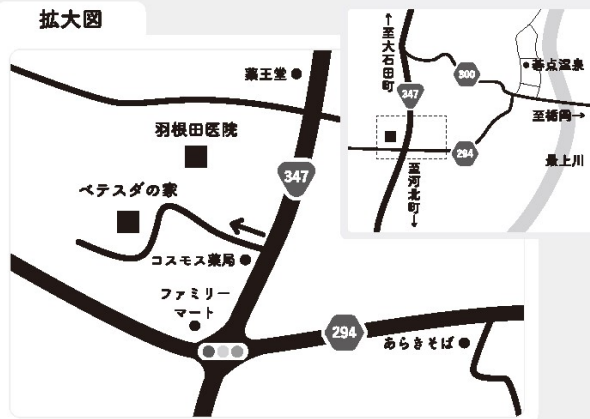 拡大図
薬王堂
羽根田医院
347
ベテスダの家
コスモス薬局
ファミリー
マート
294
あらきそば
←至大石田町
300
碁点温泉
347
至楯岡→
294
最上川
至河北町→